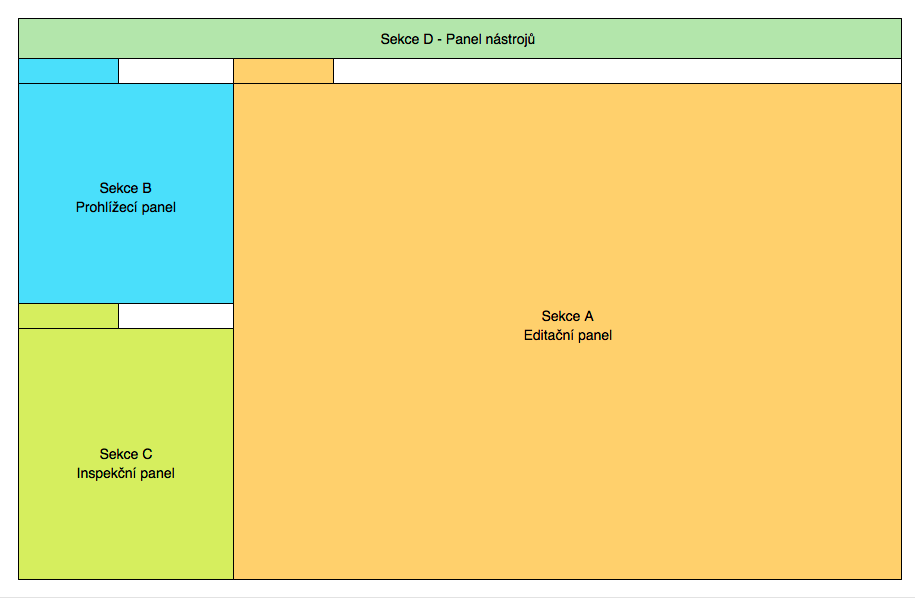 Sekce D - Panel nástrojů
Sekce B
Prohlížecí panel
Sekce A
Editační panel
Sekce C
Inspekční panel